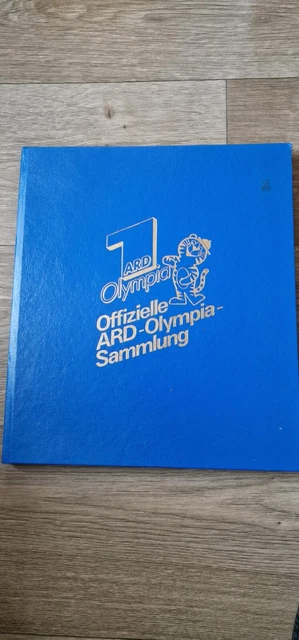 1
ARD
Olympia
Offizielle
ARD-Olympia-
Sammlung